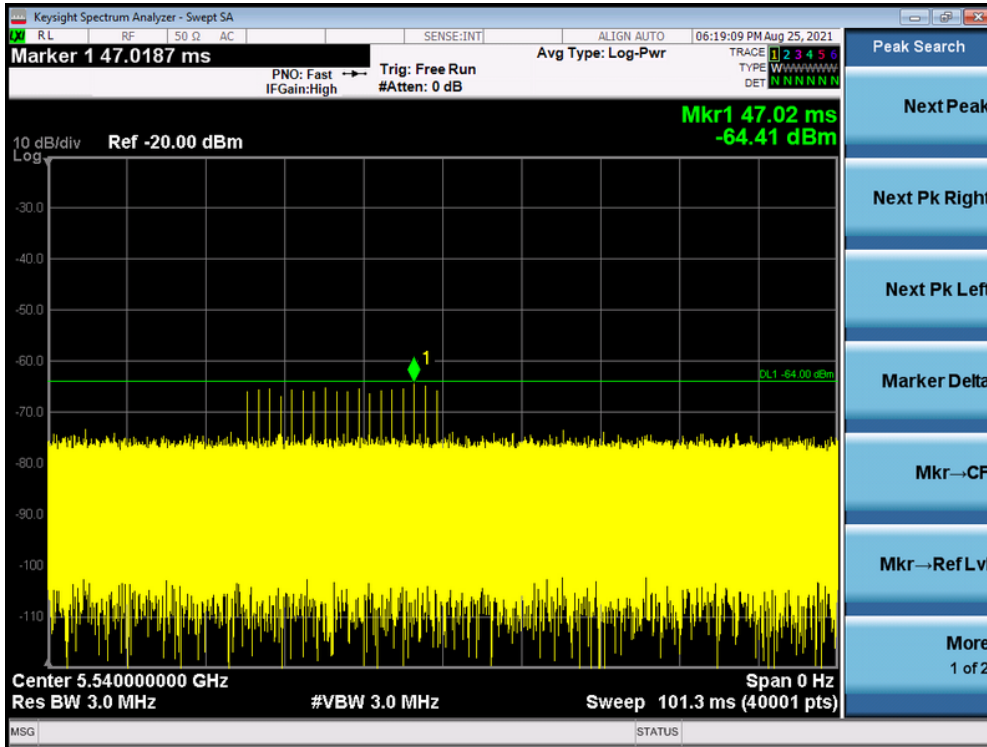 Keysight Spectrum Analyzer - Swept SA
LXI RL RF 50 Ω AC SENSE:INT ALIGN AUTO 06:19:09 PM Aug 25, 2021
Marker 1 47.0187 ms
PNO: Fast
IFGain:High
Trig: Free Run
#Atten: 0 dB
Avg Type: Log-Pwr
TRACE 1 2 3 4 5 6
TYPE WWWWWW
DET N N N N N N
Peak Search
Mkr1 47.02 ms
-64.41 dBm
10 dB/div Ref -20.00 dBm
Log
-30.0
-40.0
-50.0
-60.0
-70.0
-80.0
-90.0
-100
-110
1
DL1 -64.00 dBm
Center 5.540000000 GHz Span 0 Hz
Res BW 3.0 MHz #VBW 3.0 MHz Sweep 101.3 ms (40001 pts)
Next Peak
Next Pk Right
Next Pk Left
Marker Delta
Mkr→CF
Mkr→Ref Lvl
More
1 of 2
MSG STATUS